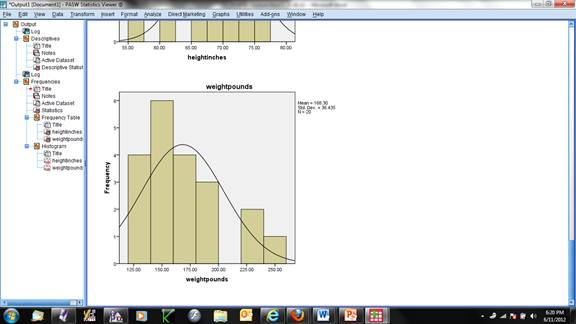 *Output1 [Document1] - PASW Statistics Viewer
File Edit View Data Transform Insert Format Analyze Direct Marketing Graphs Utilities Add-ons Window Help
Output
Log
Descriptives
Title
Notes
Active Dataset
Descriptive Statist
Log
Frequencies
Title
Notes
Active Dataset
Statistics
Frequency Table
Title
heightinches
weightpounds
Histogram
Title
heightinches
weightpounds
55.00 60.00 65.00 70.00 75.00 80.00
heightinches
weightpounds
Mean = 168.30
Std. Dev. = 36.435
N = 20
6
5
4
3
2
1
0
Frequency
125.00 150.00 175.00 200.00 225.00 250.00
weightpounds
6:20 PM
6/11/2012